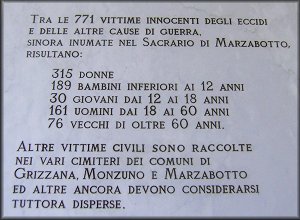 Tra le 771 vittime innocenti degli eccidi
e delle altre cause di guerra,
sinora inumate nel Sacrario di Marzabotto,
risultano:
315 donne
189 bambini inferiori ai 12 anni
30 giovani dai 12 ai 18 anni
161 uomini dai 18 ai 60 anni
76 vecchi di oltre 60 anni.
Altre vittime civili sono raccolte
nei vari cimiteri dei comuni di
Grizzana, Monzuno e Marzabotto
ed altre ancora devono considerarsi
tuttora disperse.